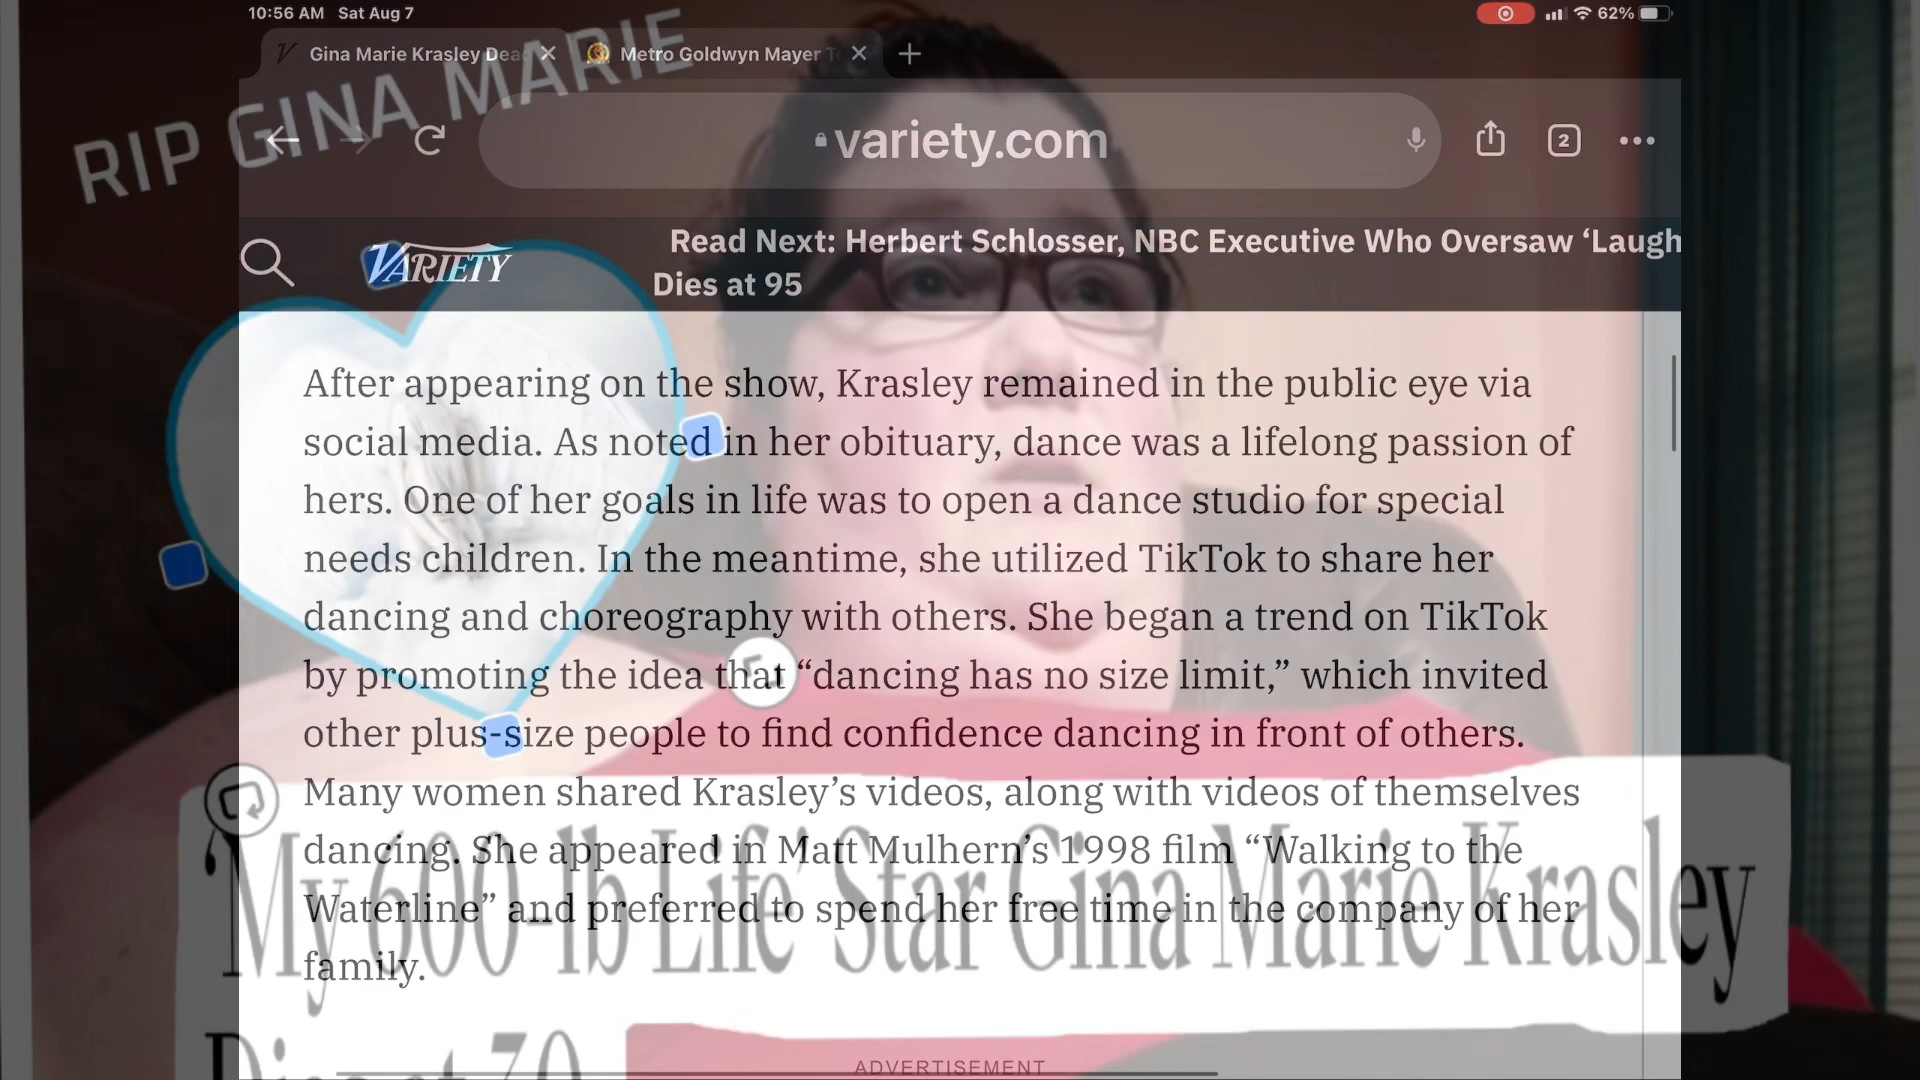 10:56 AM Sat Aug 7
62%
Gina Marie Krasley Dea
Metro Goldwyn Mayer T
RIP GINA MARIE
variety.com
2
VARIETY
Read Next: Herbert Schlosser, NBC Executive Who Oversaw ‘Laugh
Dies at 95
After appearing on the show, Krasley remained in the public eye via
social media. As noted in her obituary, dance was a lifelong passion of
hers. One of her goals in life was to open a dance studio for special
needs children. In the meantime, she utilized TikTok to share her
dancing and choreography with others. She began a trend on TikTok
by promoting the idea that “dancing has no size limit,” which invited
other plus-size people to find confidence dancing in front of others.
Many women shared Krasley’s videos, along with videos of themselves
dancing. She appeared in Matt Mulhern’s 1998 film “Walking to the
Waterline” and preferred to spend her free time in the company of her
family.
‘My 600-lb Life’ Star Gina Marie Krasley
ADVERTISEMENT